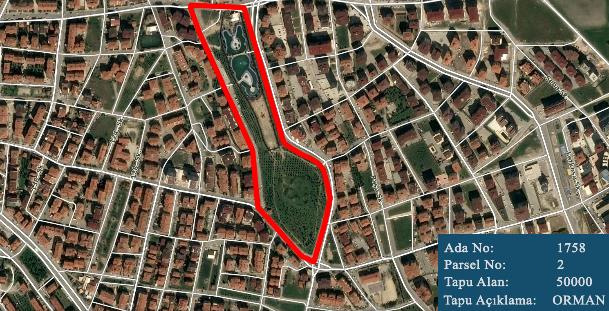 Ada No: 1758
Parsel No: 2
Tapu Alan: 50000
Tapu Açıklama: ORMAN